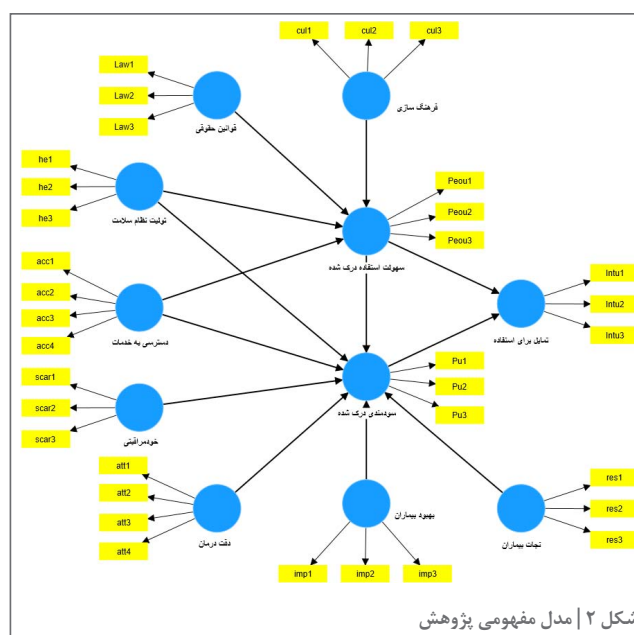 cul1 cul2 cul3
فرهنگ سازی
Law1
Law2
Law3
قوانین حقوقی
he1
he2
he3
تولیت نظام سلامت
Peou1
Peou2
Peou3
سهولت استفاده درک شده
acc1
acc2
acc3
acc4
دسترسی به خدمات
Intu1
Intu2
Intu3
تمایل برای استفاده
scar1
scar2
scar3
خودمراقبتی
Pu1
Pu2
Pu3
سودمندی درک شده
att1
att2
att3
att4
دقت درمان
بهبود بیماران
imp1 imp2 imp3
res1
res2
res3
نجات بیماران
شکل ۲ | مدل مفهومی پژوهش